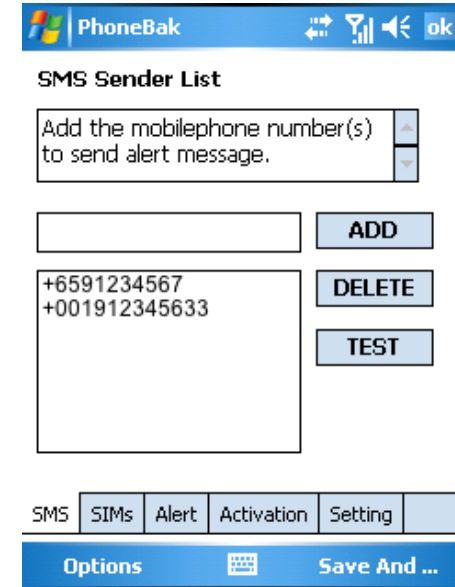 PhoneBak
ok
SMS Sender List
Add the mobilephone number(s)
to send alert message.
ADD
+6591234567
+001912345633
DELETE
TEST
SMS SIMs Alert Activation Setting
Options Save And ...